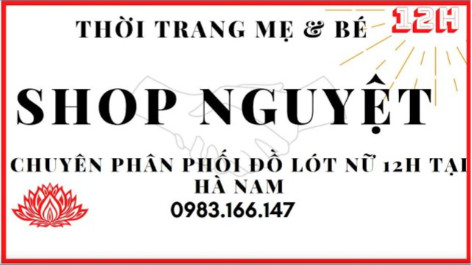 THỜI TRANG MẸ & BÉ
12H
SHOP NGUYỆT
CHUYÊN PHÂN PHỐI ĐỒ LÓT NỮ 12H TẠI
HÀ NAM
0983.166.147